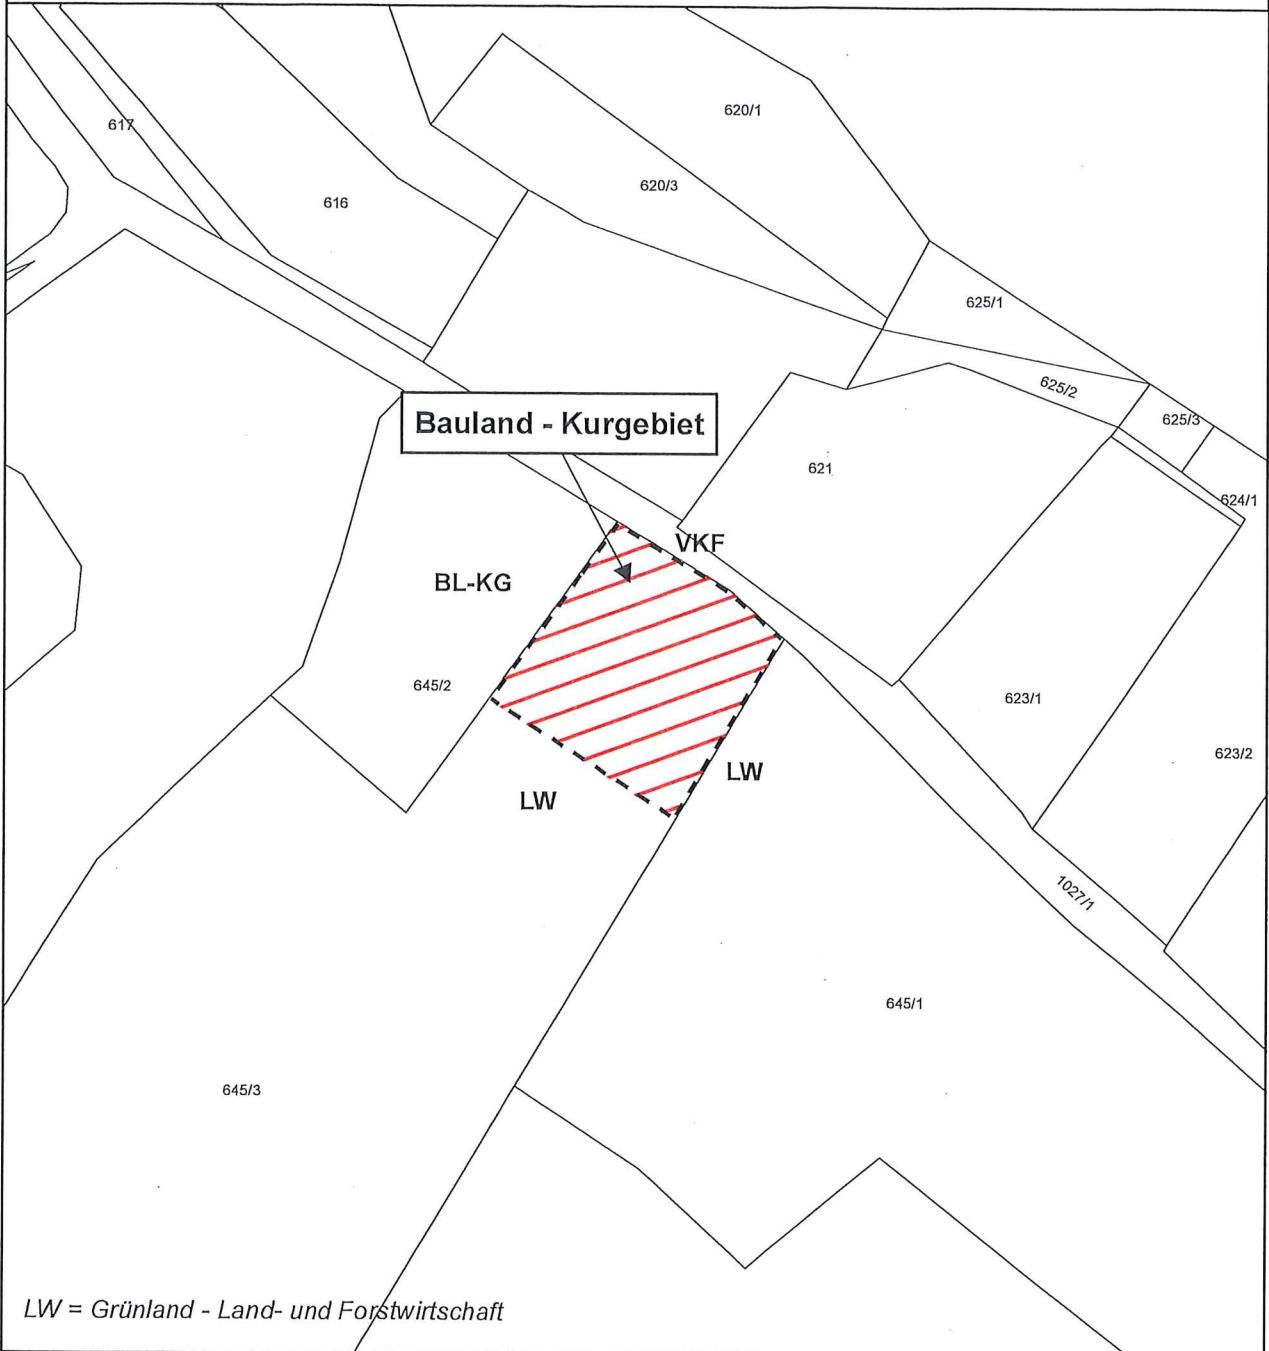 620/1
617
620/3
616
625/1
625/2
Bauland - Kurgebiet
625/3
621
624/1
VKF
BL-KG
645/2
623/1
623/2
LW
LW
1027/1
645/1
645/3
LW = Grünland - Land- und Forstwirtschaft